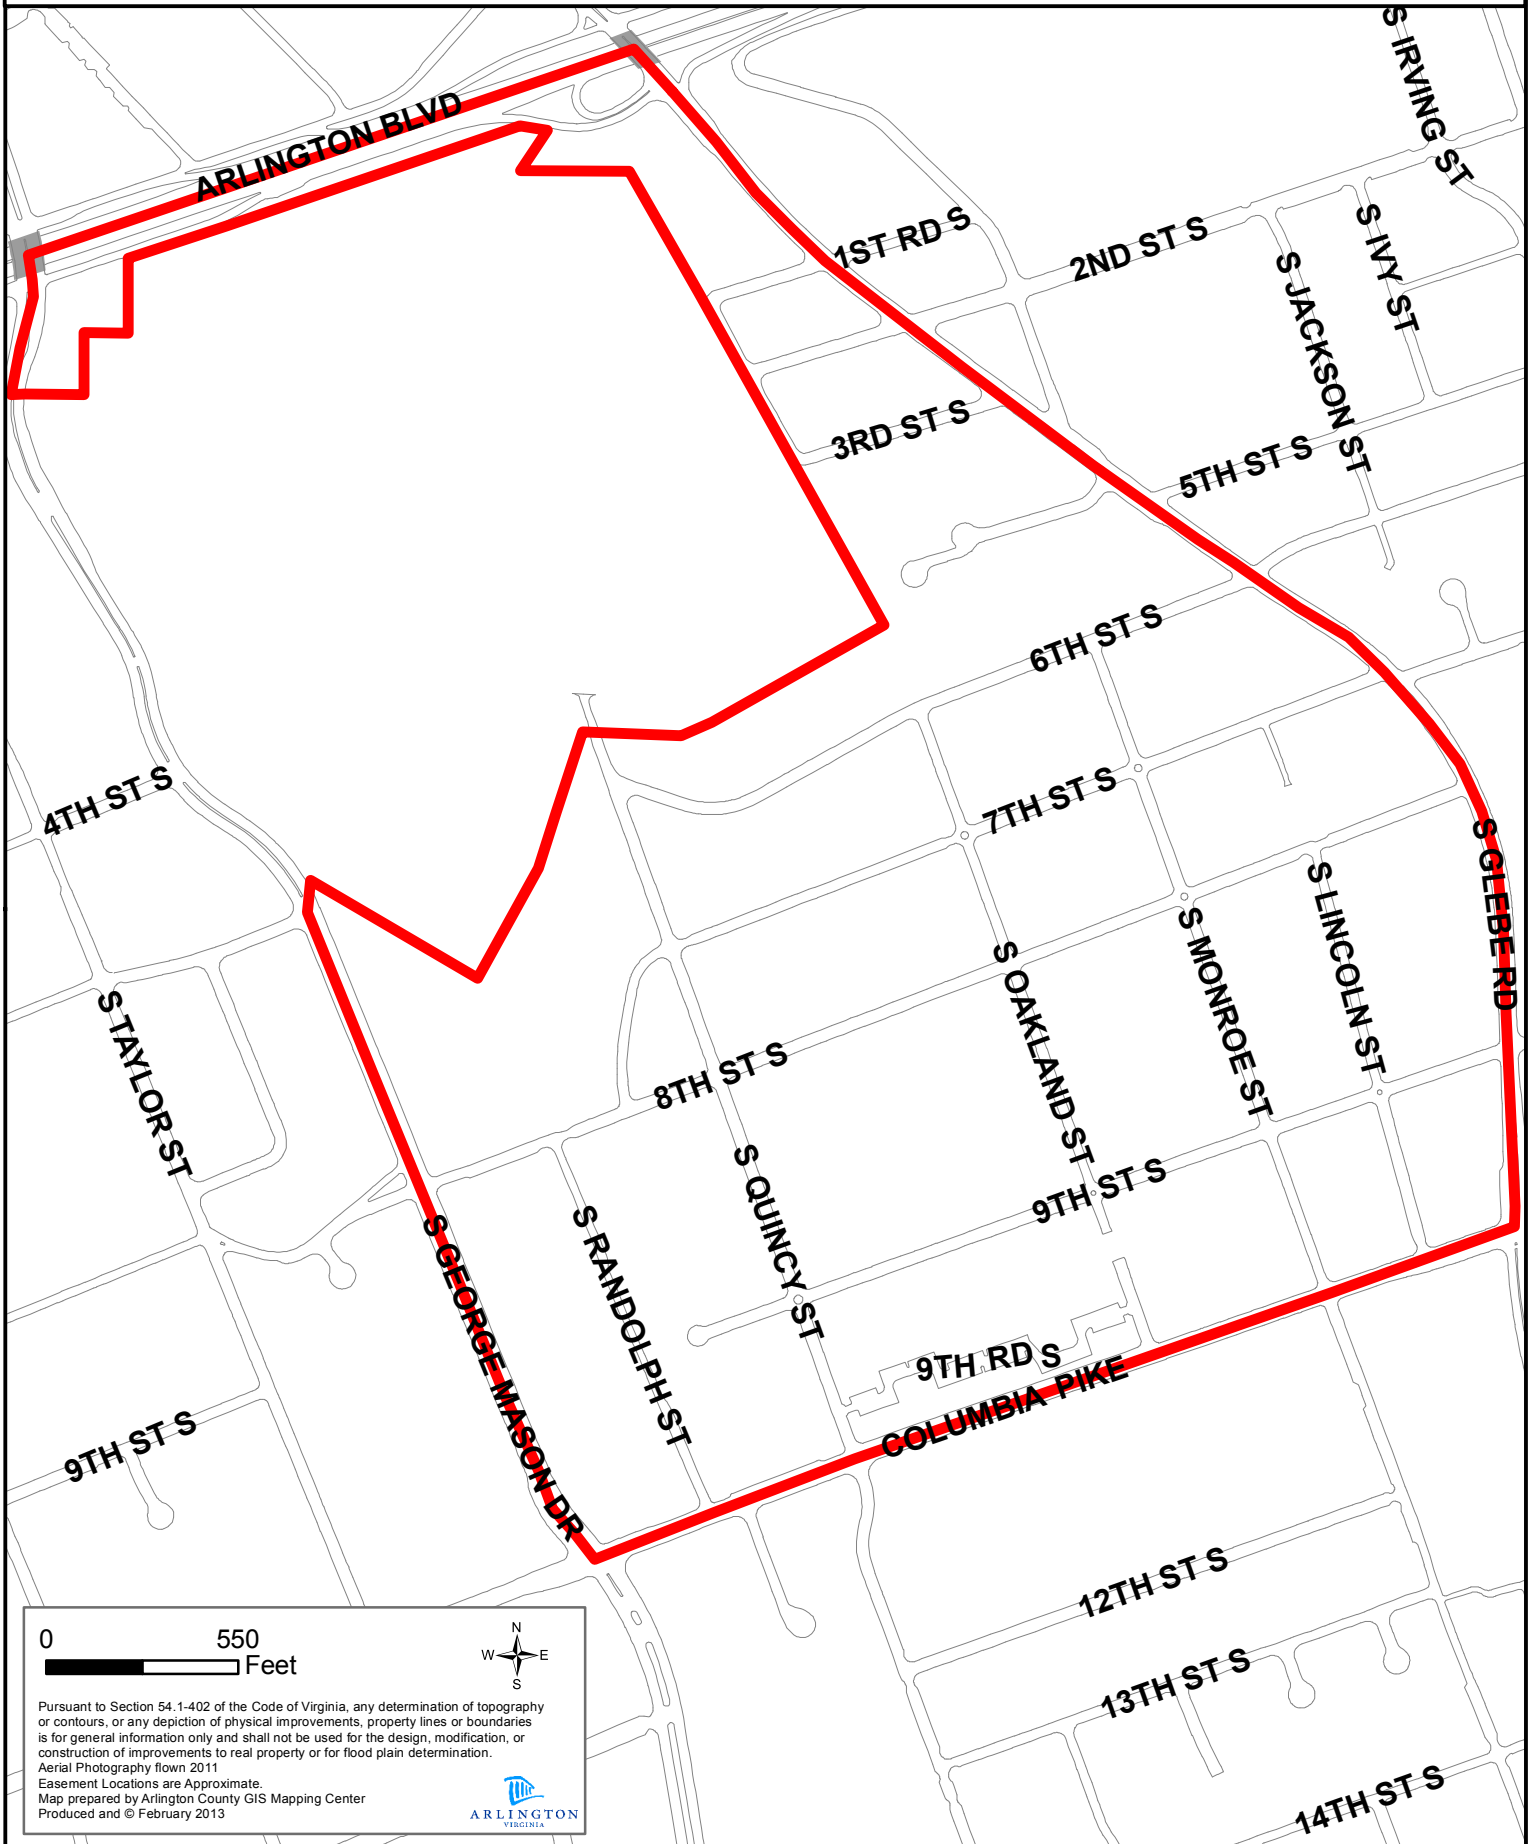 S IRVING ST
ARLINGTON BLVD
1ST RD S
2ND ST S
S IVY ST
S JACKSON ST
3RD ST S
5TH ST S
6TH ST S
4TH ST S
7TH ST S
S GLEBE RD
S LINCOLN ST
S MONROE ST
S OAKLAND ST
S TAYLOR ST
8TH ST S
S QUINCY ST
9TH ST S
S RANDOLPH ST
S GEORGE MASON DR
9TH RD S
COLUMBIA PIKE
9TH ST S
12TH ST S
13TH ST S
14TH ST S
0 550
Feet
N
W E
S
Pursuant to Section 54.1-402 of the Code of Virginia, any determination of topography
or contours, or any depiction of physical improvements, property lines or boundaries
is for general information only and shall not be used for the design, modification, or
construction of improvements to real property or for flood plain determination.
Aerial Photography flown 2011
Easement Locations are Approximate.
Map prepared by Arlington County GIS Mapping Center
Produced and © February 2013
ARLINGTON
VIRGINIA